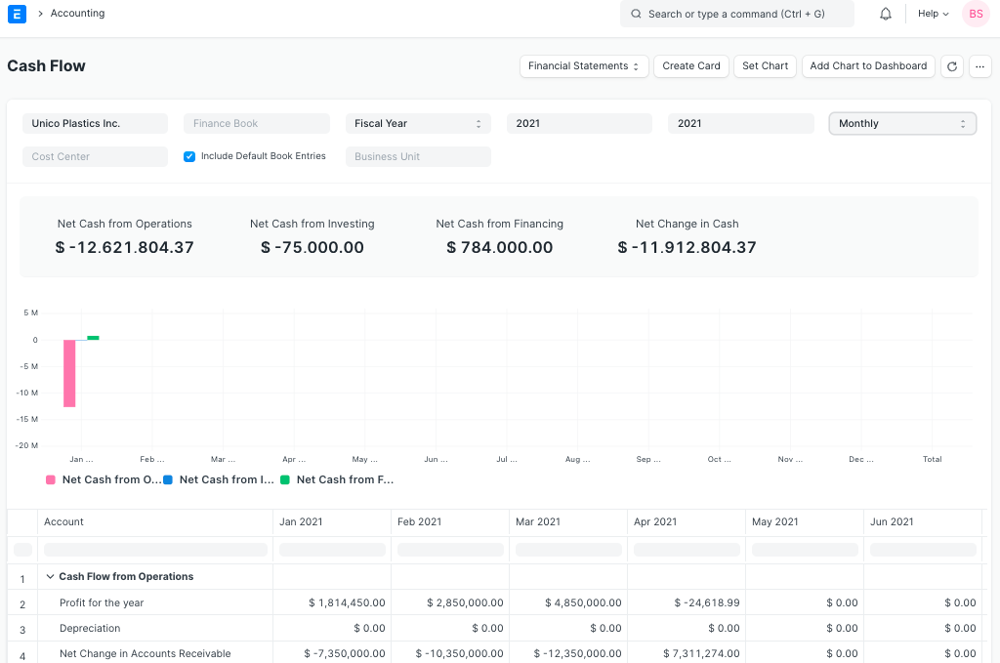 E > Accounting Search or type a command (Ctrl + G) Help BS
Cash Flow Financial Statements Create Card Set Chart Add Chart to Dashboard ...
Unico Plastics Inc. Finance Book Fiscal Year 2021 2021 Monthly
Cost Center Include Default Book Entries Business Unit
Net Cash from Operations Net Cash from Investing Net Cash from Financing Net Change in Cash
$ -12.621.804.37 $ -75.000.00 $ 784.000.00 $ -11.912.804.37
5 M
0
-5 M
-10 M
-15 M
-20 M
Jan ... Feb ... Mar ... Apr ... May ... Jun ... Jul ... Aug ... Sep ... Oct ... Nov ... Dec ... Total
Net Cash from O... Net Cash from I... Net Cash from F...
Account Jan 2021 Feb 2021 Mar 2021 Apr 2021 May 2021 Jun 2021
1 Cash Flow from Operations
2 Profit for the year $ 1,814,450.00 $ 2,850,000.00 $ 4,850,000.00 $ -24,618.99 $ 0.00 $ 0.00
3 Depreciation $ 0.00 $ 0.00 $ 0.00 $ 0.00 $ 0.00 $ 0.00
4 Net Change in Accounts Receivable $ -7,350,000.00 $ -10,350,000.00 $ -12,350,000.00 $ 7,311,274.00 $ 0.00 $ 0.00